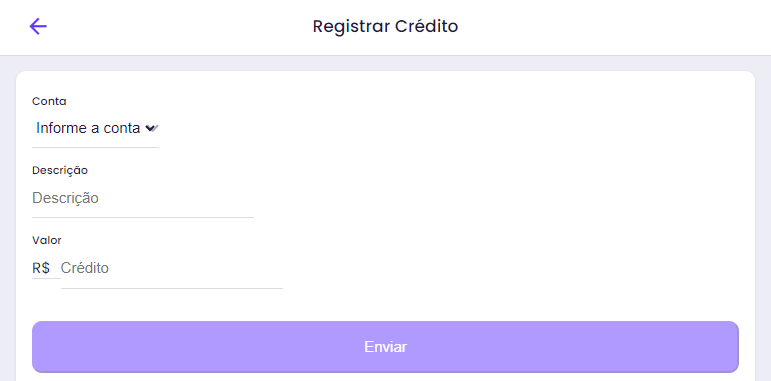 Registrar Crédito
Conta
Informe a conta
Descrição
Descrição
Valor
R$ Crédito
Enviar